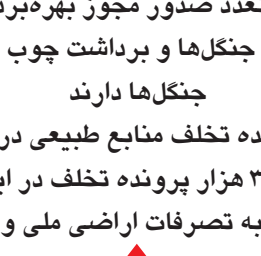 تعدد صدور مجوز بهره‌برد
جنگل‌ها و برداشت چوب
جنگل‌ها دارند
ده تخلف منابع طبیعی در
۳ هزار پرونده تخلف در اب
به تصرفات اراضی ملی و